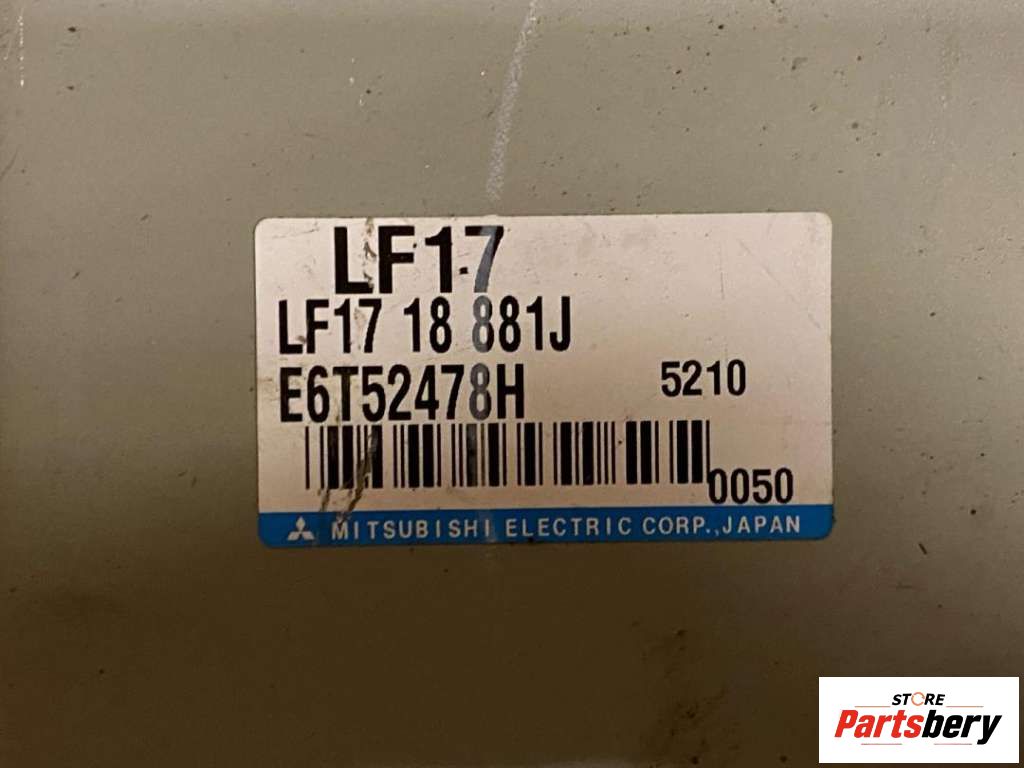 LF17
LF17 18 881J
E6T52478H 5210
0050
MITSUBISHI ELECTRIC CORP.,JAPAN
STORE
Partsbery